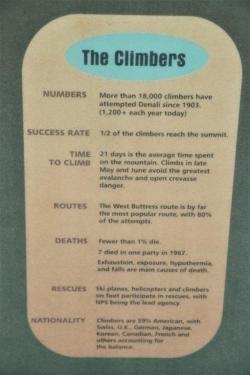 The Climbers
NUMBERS More than 18,000 climbers have
attempted Denali since 1903.
(1,200+ each year today)
SUCCESS RATE 1/2 of the climbers reach the summit.
TIME TO CLIMB 21 days is the average time spent
on the mountain. Climbs in late
May and June avoid the greatest
avalanche and open crevasse
danger.
ROUTES The West Buttress route is by far
the most popular route, with 80%
of the attempts.
DEATHS Fewer than 1% die.
7 died in one party in 1967.
Exhaustion, exposure, hypothermia,
and falls are main causes of death.
RESCUES Ski planes, helicopters and climbers
on foot participate in rescues, with
NPS being the lead agency.
NATIONALITY Climbers are 59% American, with
Swiss, U.K., German, Japanese,
Korean, Canadian, French and
others accounting for
the balance.